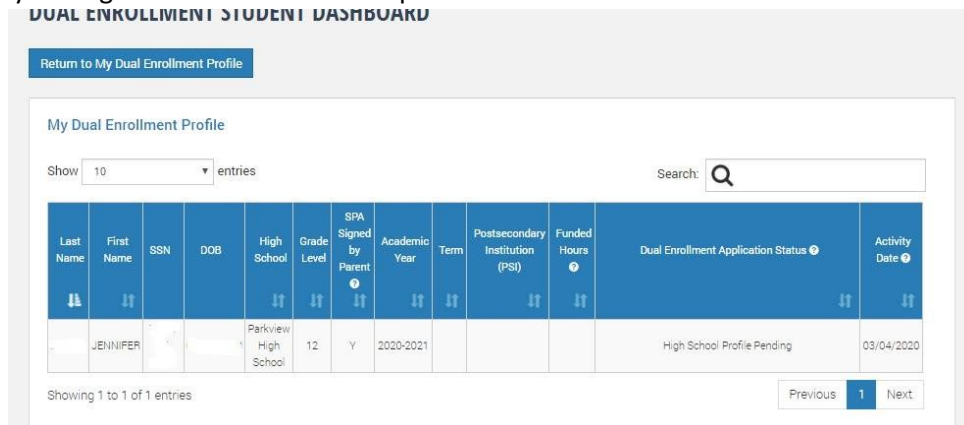 DUAL ENROLLMENT STUDENT DASHBOARD
Return to My Dual Enrollment Profile
My Dual Enrollment Profile
Show 10 entries Search:
Last Name First Name SSN DOB High School Grade Level SPA Signed by Parent Academic Year Term Postsecondary Institution (PSI) Funded Hours Dual Enrollment Application Status Activity Date
JENNIFER Parkview High School 12 Y 2020-2021 High School Profile Pending 03/04/2020
Showing 1 to 1 of 1 entries Previous 1 Next